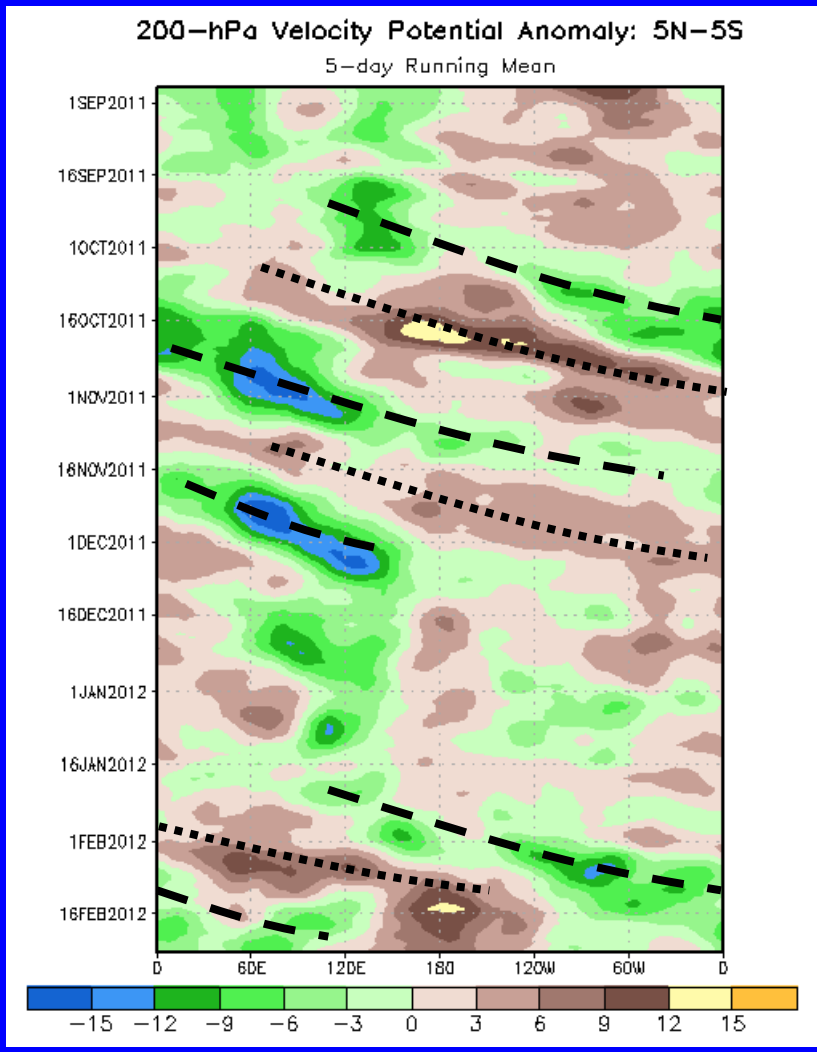 200-hPa Velocity Potential Anomaly: 5N-5S
5-day Running Mean
1SEP2011
16SEP2011
1OCT2011
16OCT2011
1NOV2011
16NOV2011
1DEC2011
16DEC2011
1JAN2012
16JAN2012
1FEB2012
16FEB2012
0 60E 120E 180 120W 60W 0
-15 -12 -9 -6 -3 0 3 6 9 12 15